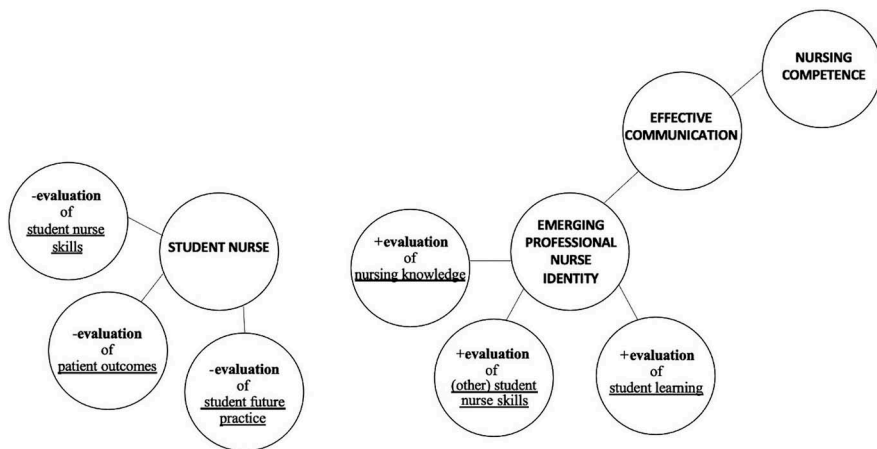 NURSING
COMPETENCE
EFFECTIVE
COMMUNICATION
-evaluation
of
student nurse
skills
STUDENT NURSE
-evaluation
of
patient outcomes
-evaluation
of
student future
practice
+evaluation
of
nursing knowledge
EMERGING
PROFESSIONAL
NURSE
IDENTITY
+evaluation
of
(other) student
nurse skills
+evaluation
of
student learning